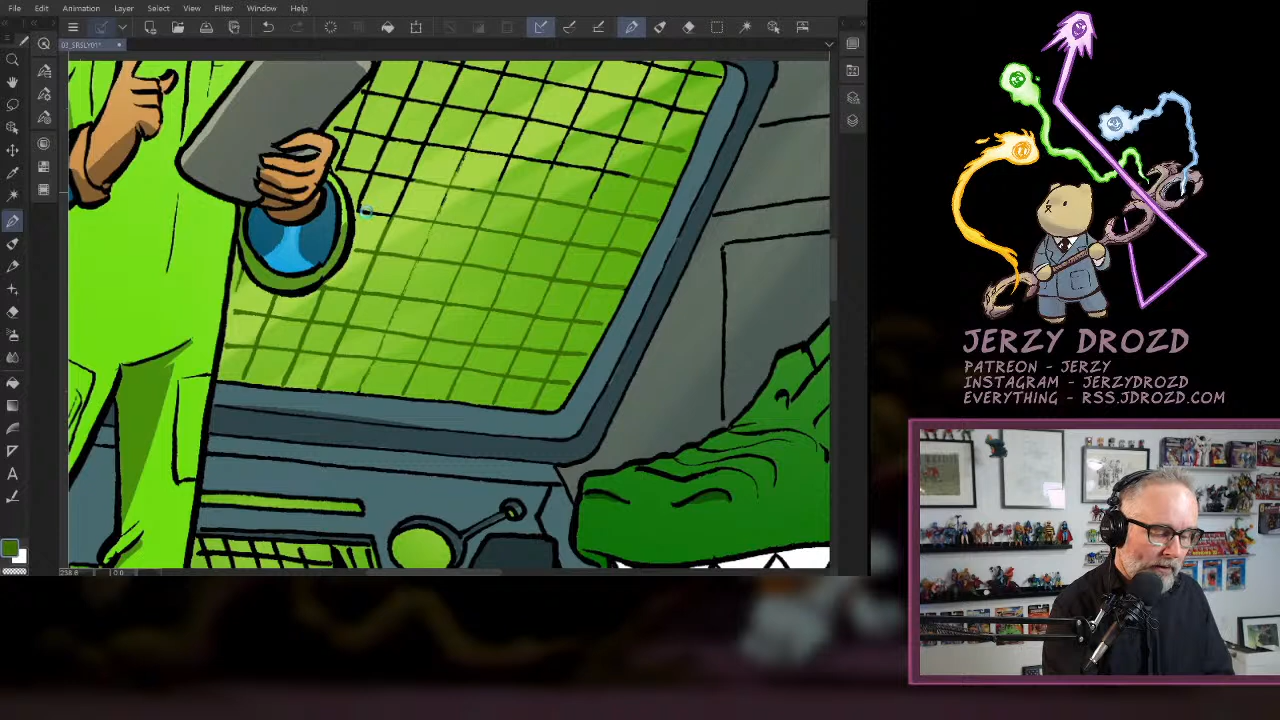 File Edit Animation Layer Select View Filter Window Help
03_SRSLY01*
JERZY DROZD
PATREON - JERZY
INSTAGRAM - JERZYDROZD
EVERYTHING - RSS.JDROZD.COM